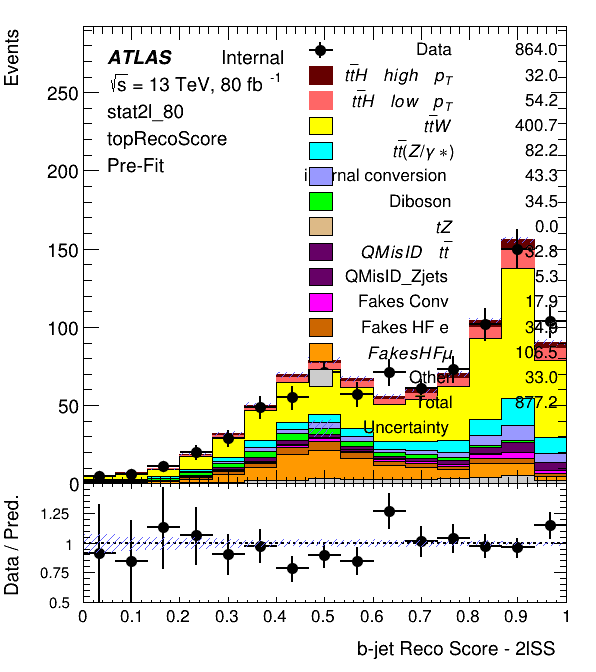 Events
ATLAS Internal
√s = 13 TeV, 80 fb -1
stat2l_80
topRecoScore
Pre-Fit
Data 864.0
tt̄H high pT 32.0
tt̄H low pT 54.2
tt̄W 400.7
tt̄(Z/γ*) 82.2
internal conversion 43.3
Diboson 34.5
tZ 0.0
QMisID tt̄ 32.8
QMisID_Zjets 5.3
Fakes Conv 17.9
Fakes HF e 34.9
FakesHFμ 106.5
Other 33.0
Total 877.2
Uncertainty
250
200
150
100
50
0
Data / Pred.
1.25
1
0.75
0.5
0 0.1 0.2 0.3 0.4 0.5 0.6 0.7 0.8 0.9 1
b-jet Reco Score - 2lSS